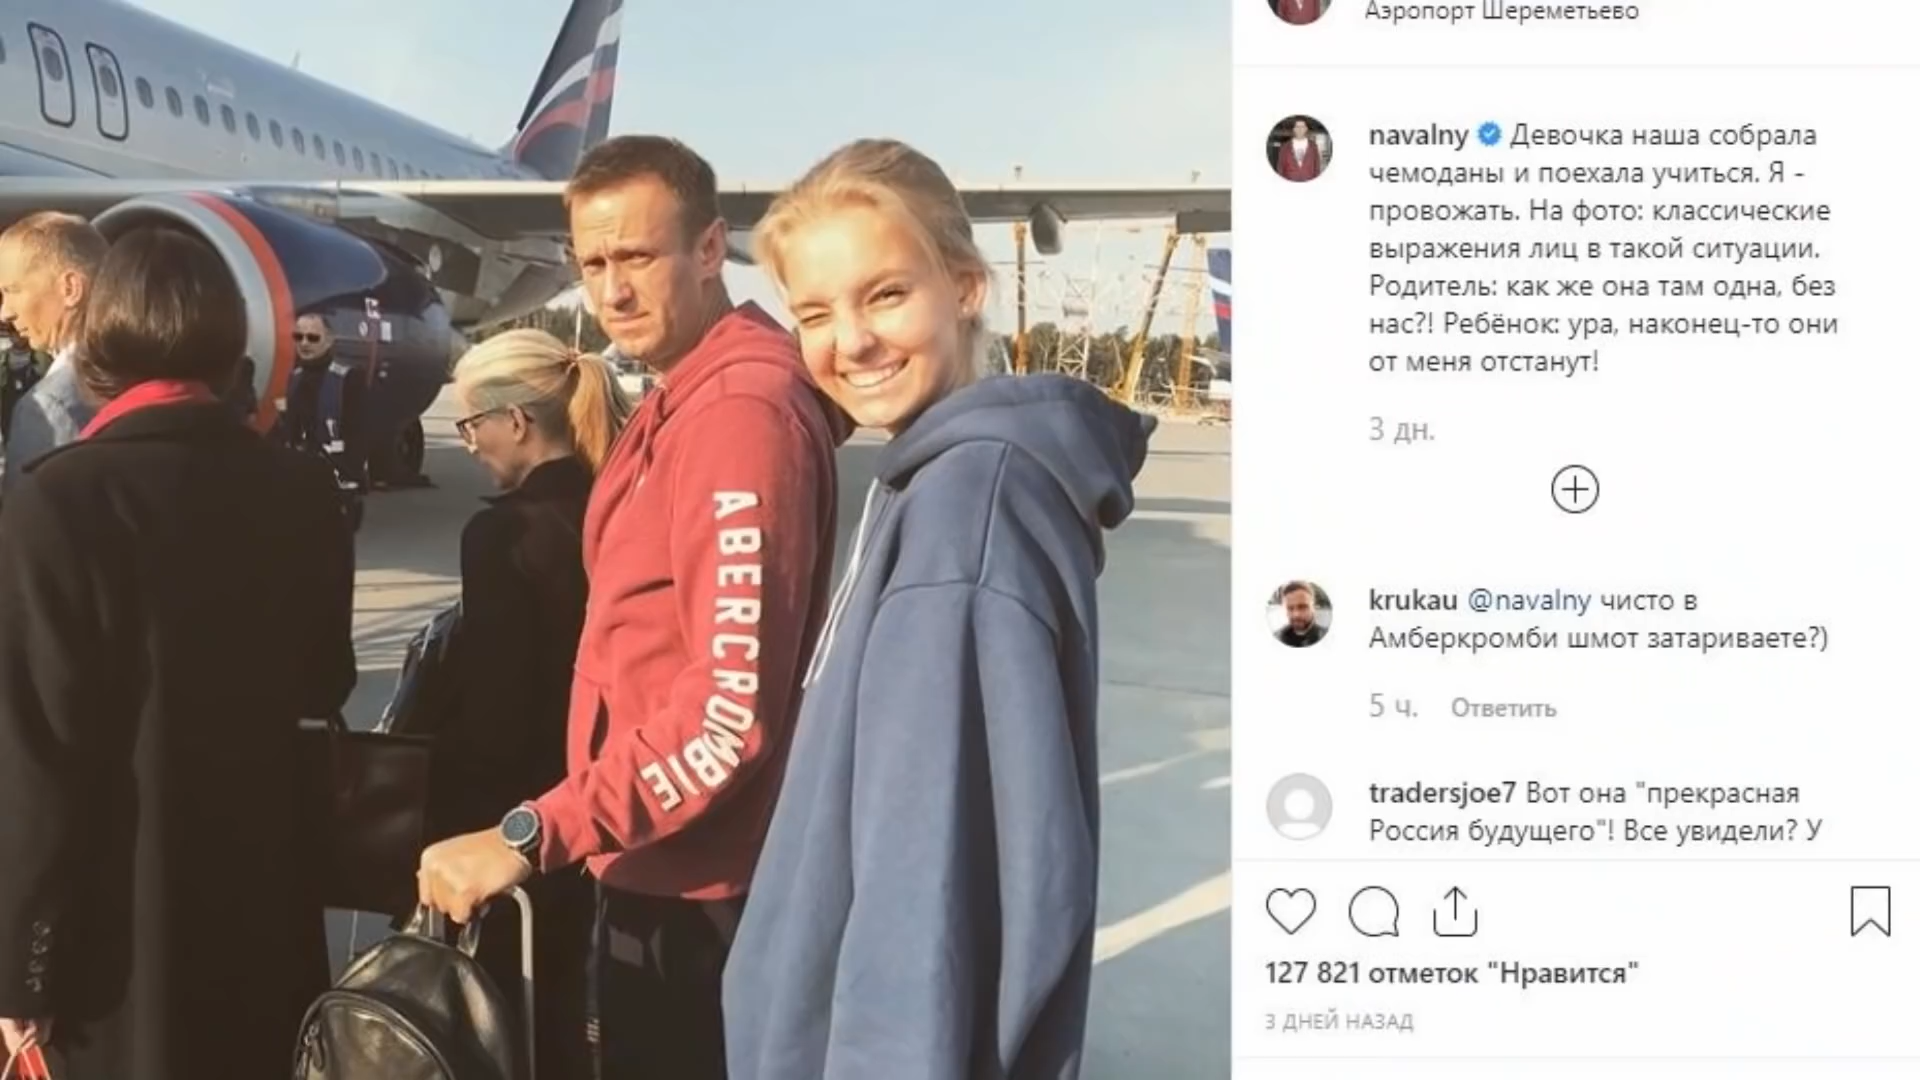 Аэропорт Шереметьево
navalny Девочка наша собрала
чемоданы и поехала учиться. Я -
провожать. На фото: классические
выражения лиц в такой ситуации.
Родитель: как же она там одна, без
нас?! Ребёнок: ура, наконец-то они
от меня отстанут!
3 дн.
krukau @navalny чисто в
Амберкромби шмот затариваете?)
5 ч. Ответить
tradersjoe7 Вот она "прекрасная
Россия будущего"! Все увидели? У
127 821 отметок "Нравится"
3 ДНЕЙ НАЗАД
ABERCROMBIE